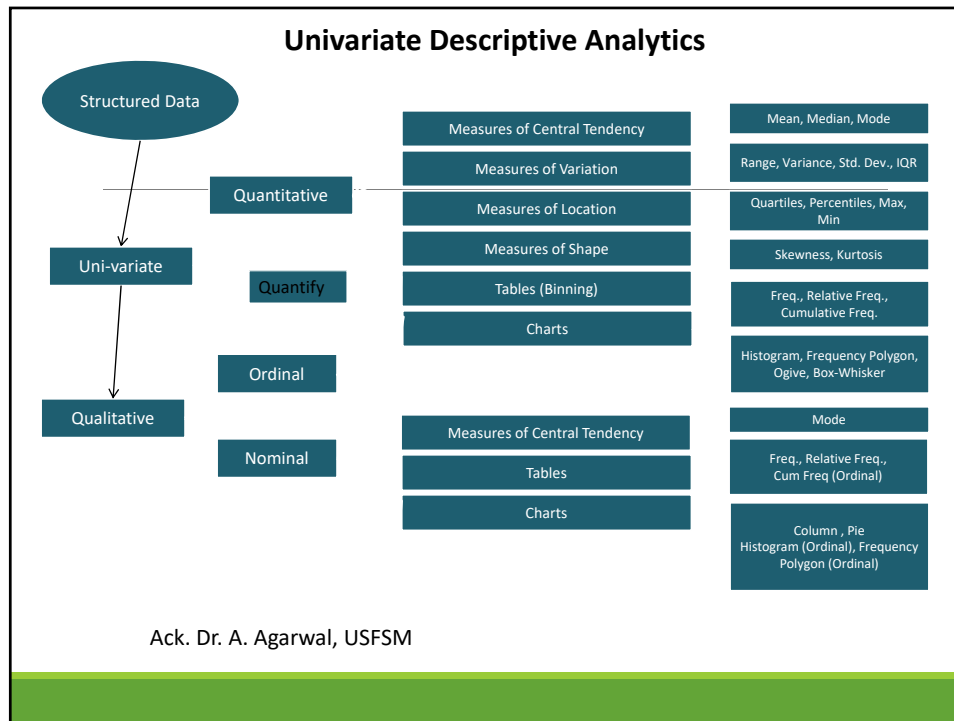 Univariate Descriptive Analytics
Structured Data
Uni-variate
Qualitative
Quantitative
Quantify
Ordinal
Nominal
Measures of Central Tendency
Measures of Variation
Measures of Location
Measures of Shape
Tables (Binning)
Charts
Measures of Central Tendency
Tables
Charts
Mean, Median, Mode
Range, Variance, Std. Dev., IQR
Quartiles, Percentiles, Max,
Min
Skewness, Kurtosis
Freq., Relative Freq.,
Cumulative Freq.
Histogram, Frequency Polygon,
Ogive, Box-Whisker
Mode
Freq., Relative Freq.,
Cum Freq (Ordinal)
Column , Pie
Histogram (Ordinal), Frequency
Polygon (Ordinal)
Ack. Dr. A. Agarwal, USFSM